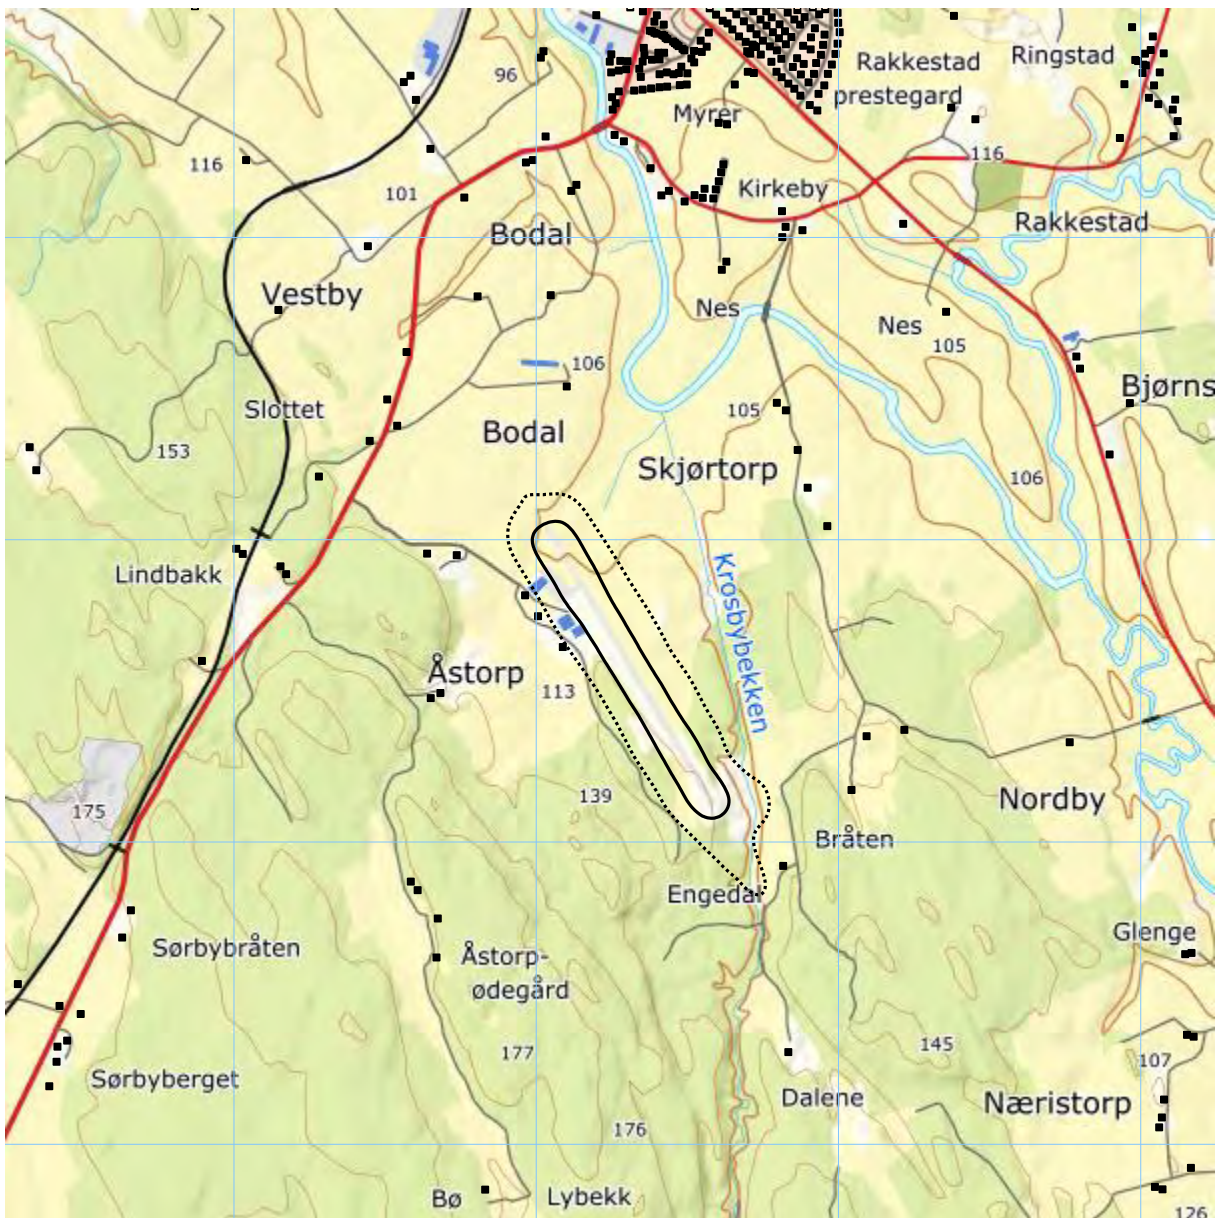 96
Rakkestad
prestegard
Ringstad
Myrer
116
116
101
Kirkeby
Bodal
Rakkestad
Vestby
Nes
Nes
105
106
Bjørns
Slottet
105
Bodal
153
Skjørtorp
106
Lindbakk
Krosbybekken
Åstorp
113
139
175
Nordby
Bråten
Engedal
Sørbybråten
Glenge
Åstorp-
ødegård
177
145
107
Sørbyberget
Dalene
Næristorp
176
Bø
Lybekk
126